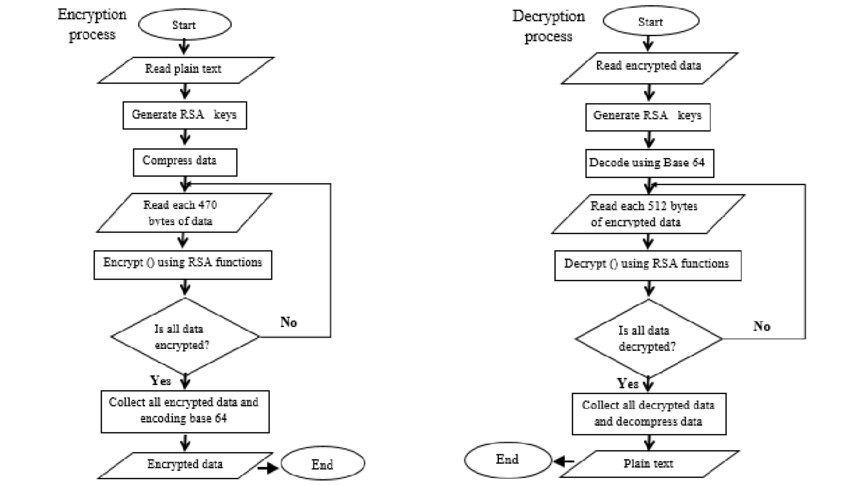 Encryption
process
Start
Read plain text
Generate RSA keys
Compress data
Read each 470
bytes of data
Encrypt () using RSA functions
Is all data
encrypted?
No
Yes
Collect all encrypted data and
encoding base 64
Encrypted data
End
Decryption
process
Start
Read encrypted data
Generate RSA keys
Decode using Base 64
Read each 512 bytes
of encrypted data
Decrypt () using RSA functions
Is all data
decrypted?
No
Yes
Collect all decrypted data
and decompress data
Plain text
End